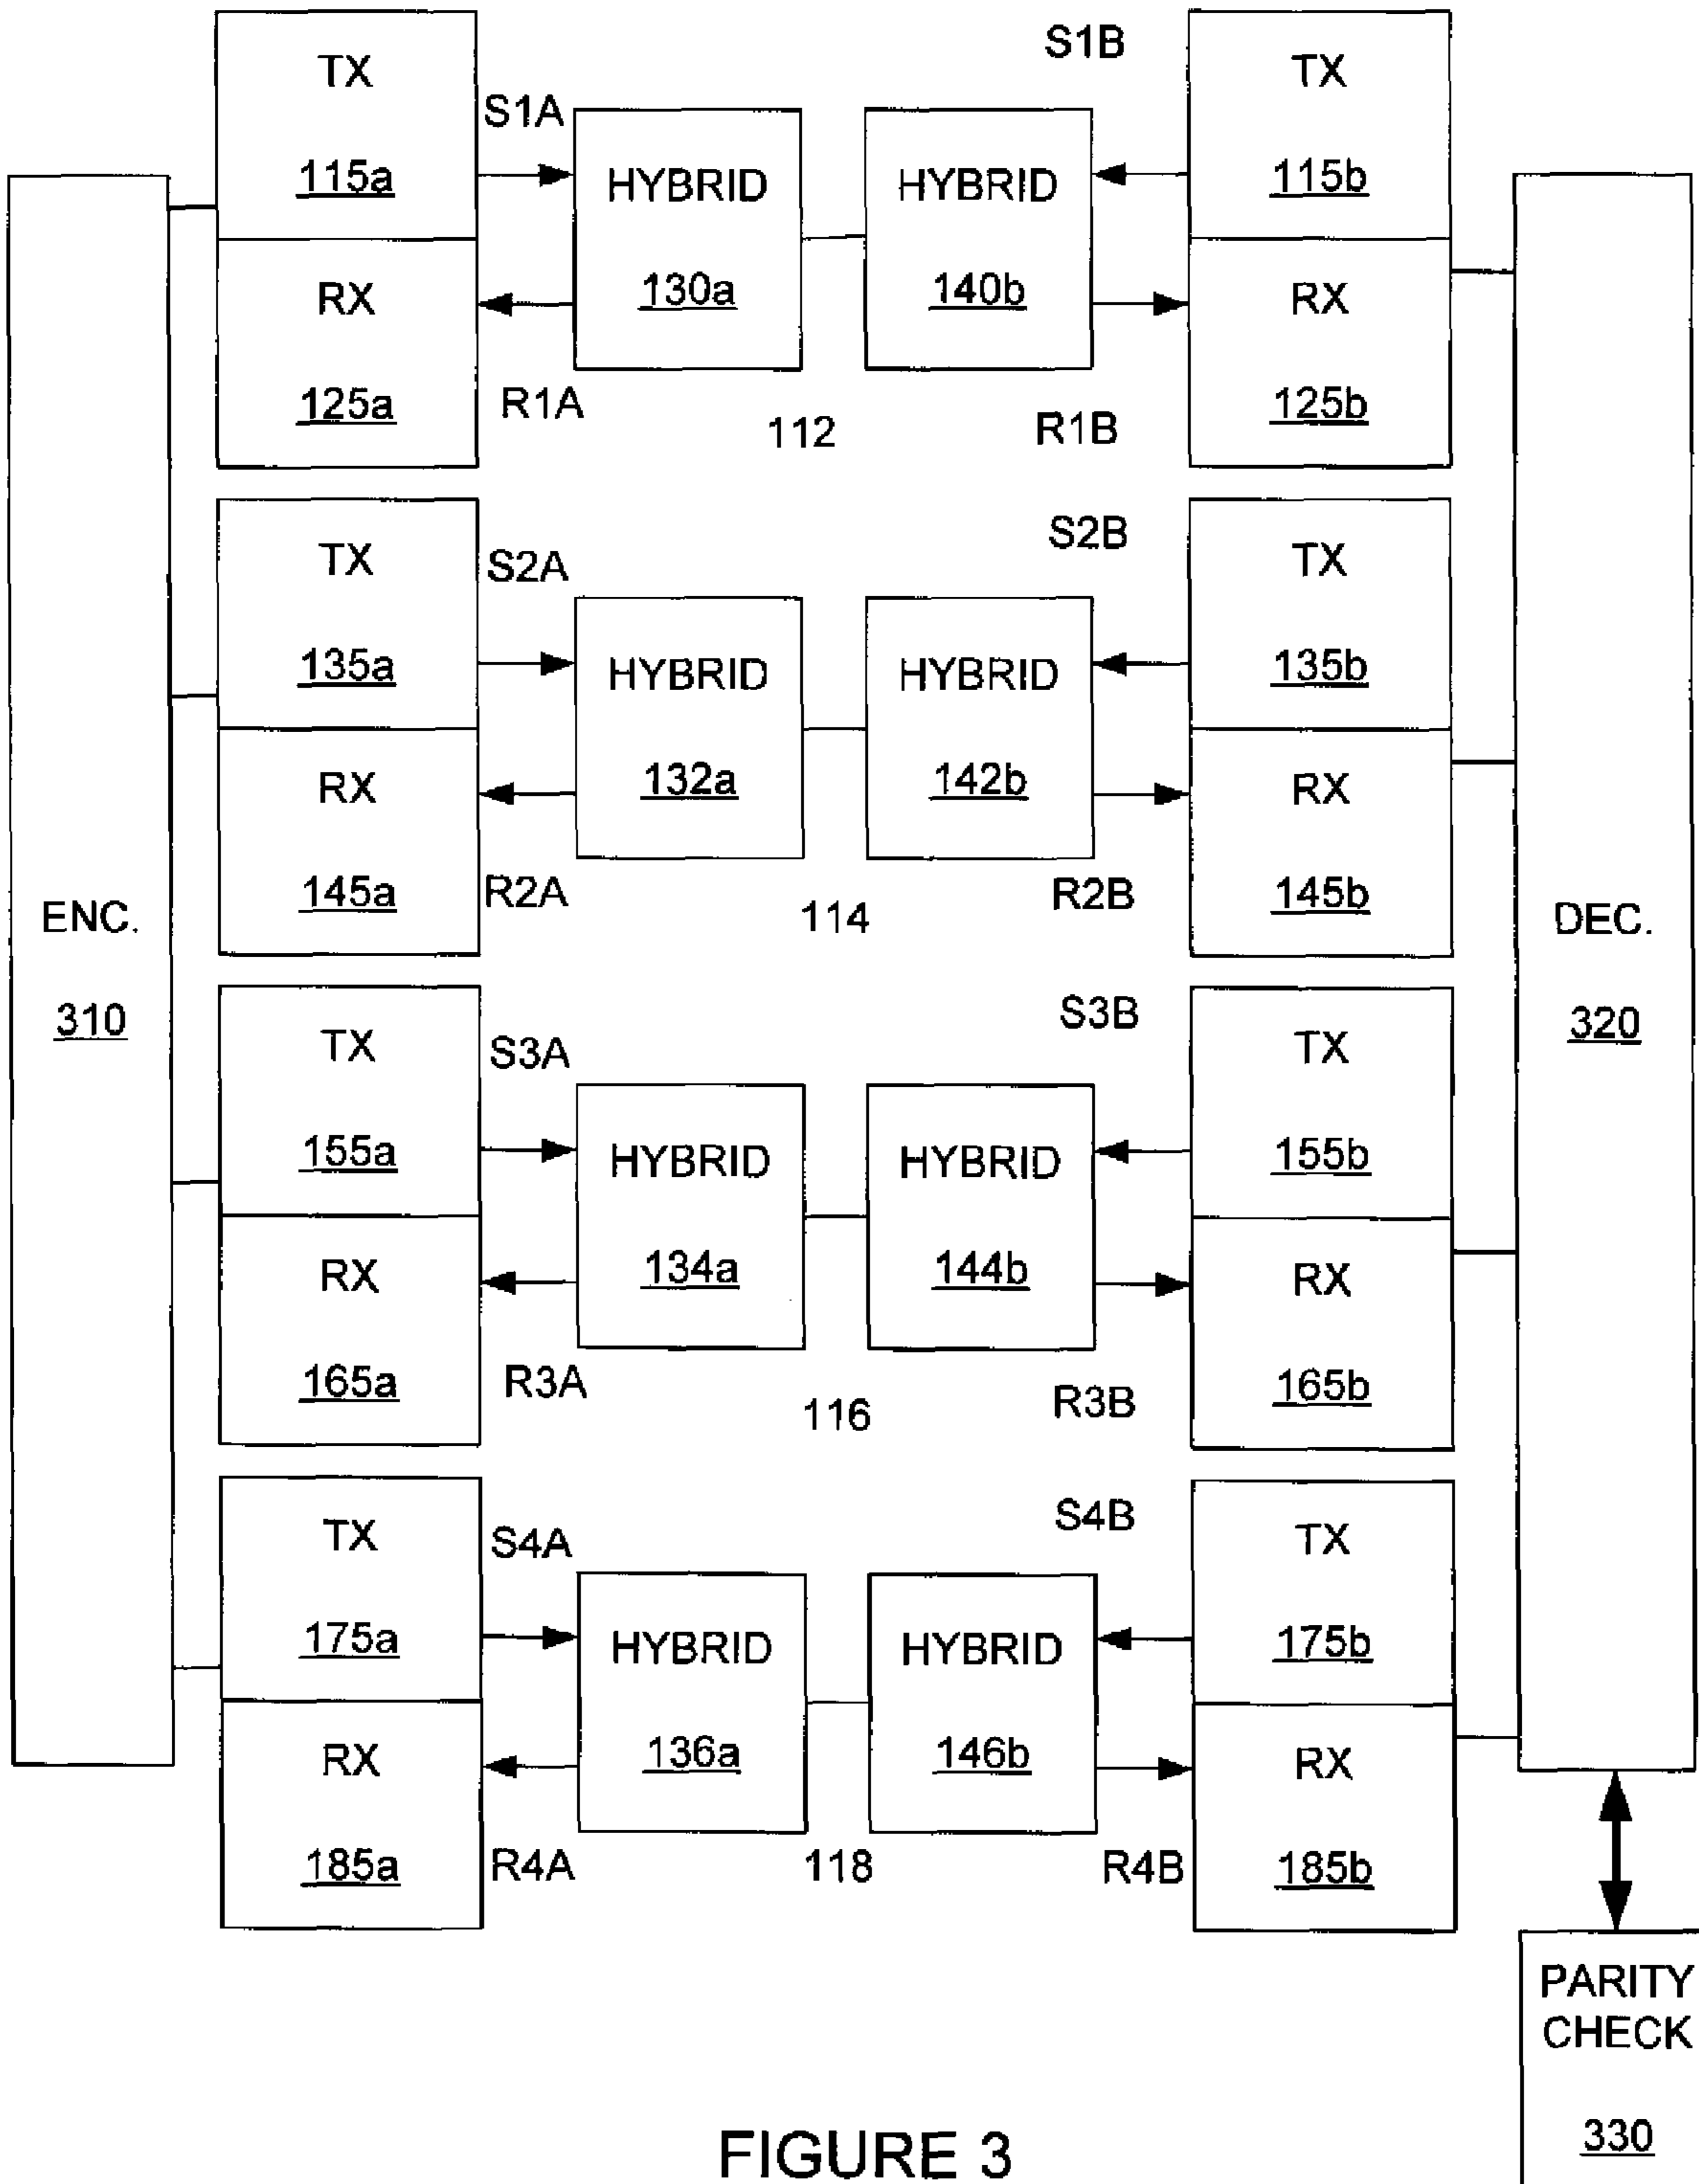 TX
115a
S1A
RX
125a
R1A
HYBRID
130a
112
HYBRID
140b
S1B
TX
115b
R1B
RX
125b
TX
135a
S2A
RX
145a
R2A
HYBRID
132a
114
HYBRID
142b
S2B
TX
135b
R2B
RX
145b
ENC.
310
DEC.
320
TX
155a
S3A
RX
165a
R3A
HYBRID
134a
116
HYBRID
144b
S3B
TX
155b
R3B
RX
165b
TX
175a
S4A
RX
185a
R4A
HYBRID
136a
118
HYBRID
146b
S4B
TX
175b
R4B
RX
185b
PARITY
CHECK
330
FIGURE 3